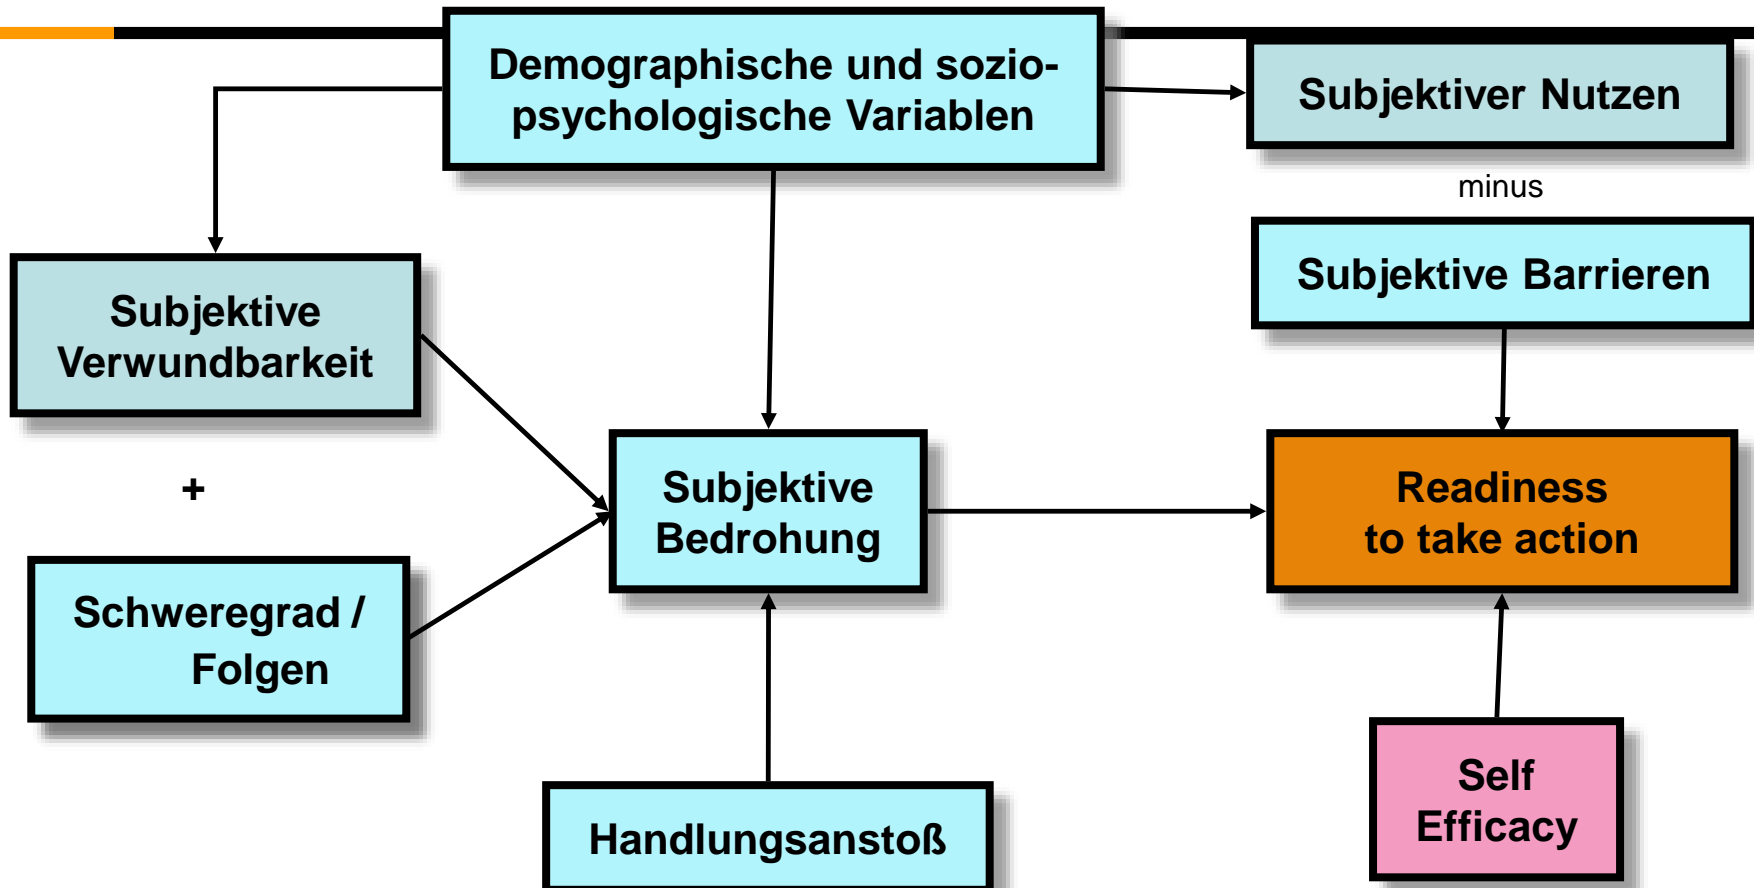 Demographische und sozio-
psychologische Variablen
Subjektiver Nutzen
minus
Subjektive Barrieren
Subjektive
Verwundbarkeit
+
Schweregrad /
Folgen
Subjektive
Bedrohung
Readiness
to take action
Handlungsanstoß
Self
Efficacy